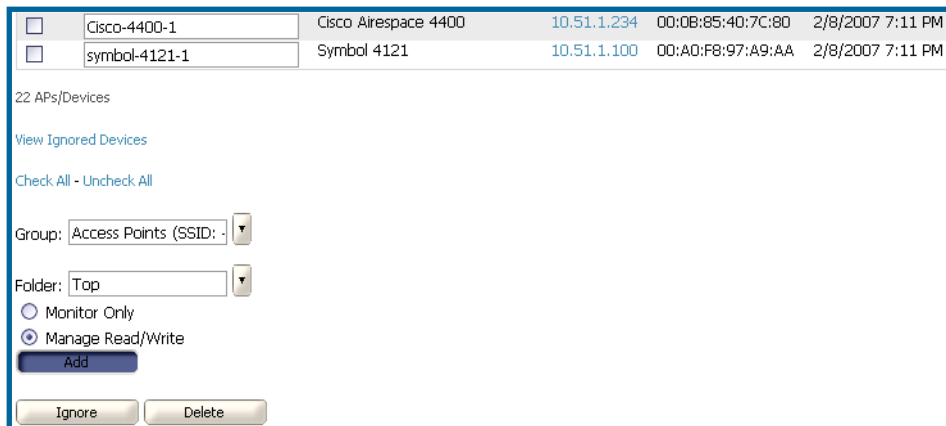 Cisco-4400-1 Cisco Airespace 4400 10.51.1.234 00:0B:85:40:7C:80 2/8/2007 7:11 PM
symbol-4121-1 Symbol 4121 10.51.1.100 00:A0:F8:97:A9:AA 2/8/2007 7:11 PM
22 APs/Devices
View Ignored Devices
Check All - Uncheck All
Group: Access Points (SSID: -
Folder: Top
Monitor Only
Manage Read/Write
Add
Ignore Delete